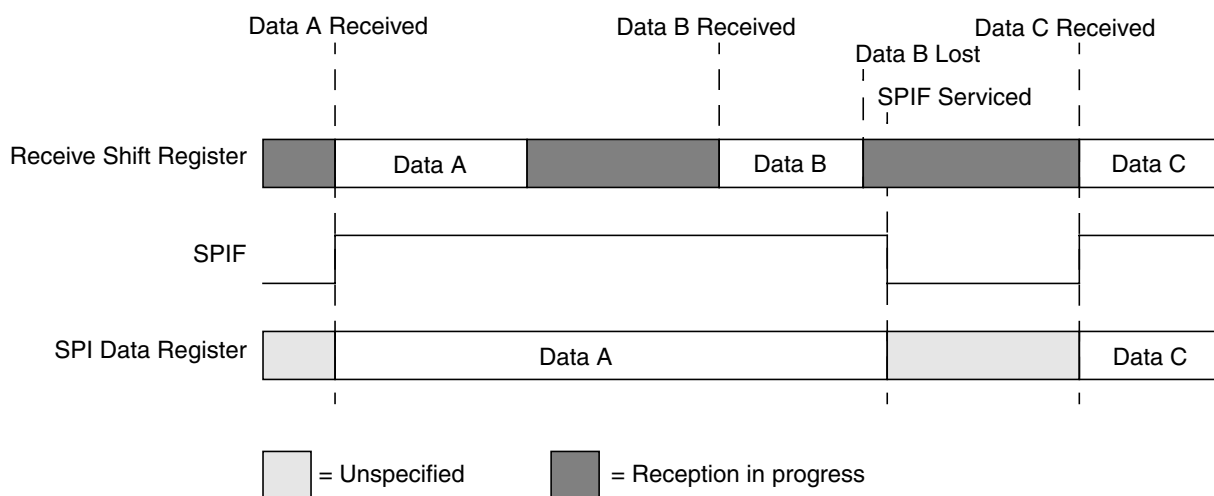 Data A Received
Data B Received
Data C Received
Data B Lost
SPIF Serviced
Receive Shift Register
Data A
Data B
Data C
SPIF
SPI Data Register
Data A
Data C
= Unspecified
= Reception in progress